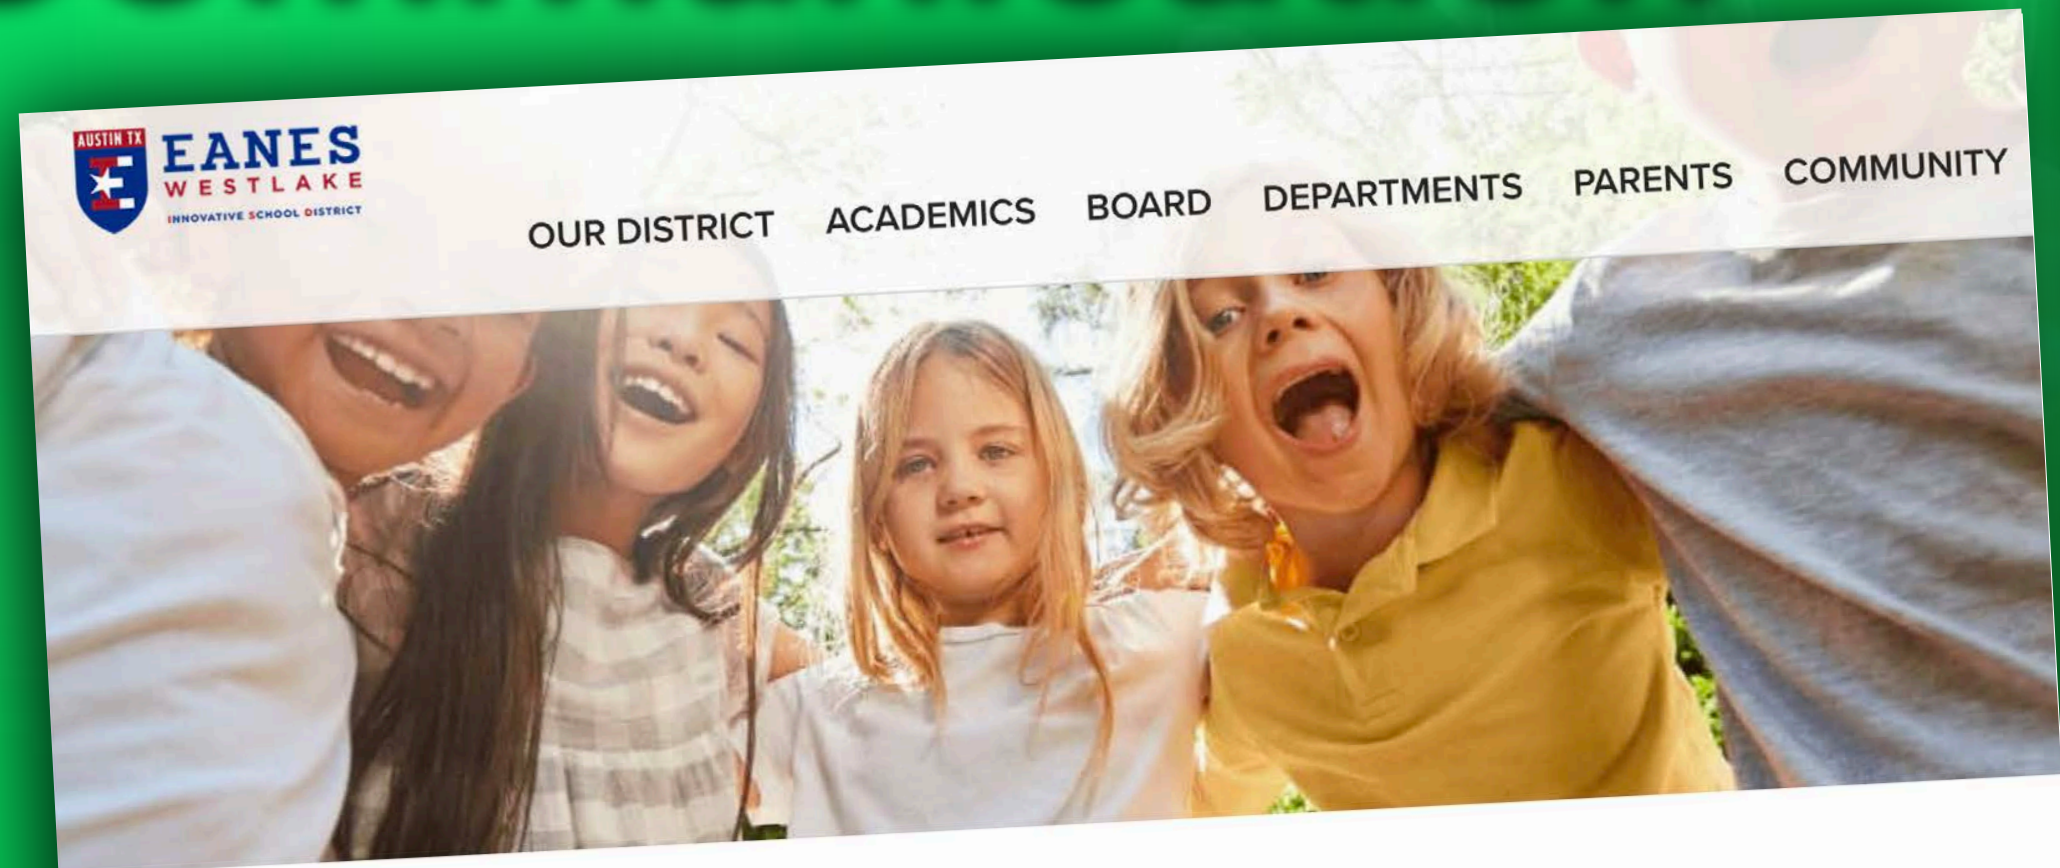 AUSTIN TX
E
EANES
WESTLAKE
INNOVATIVE SCHOOL DISTRICT
OUR DISTRICT ACADEMICS BOARD DEPARTMENTS PARENTS COMMUNITY